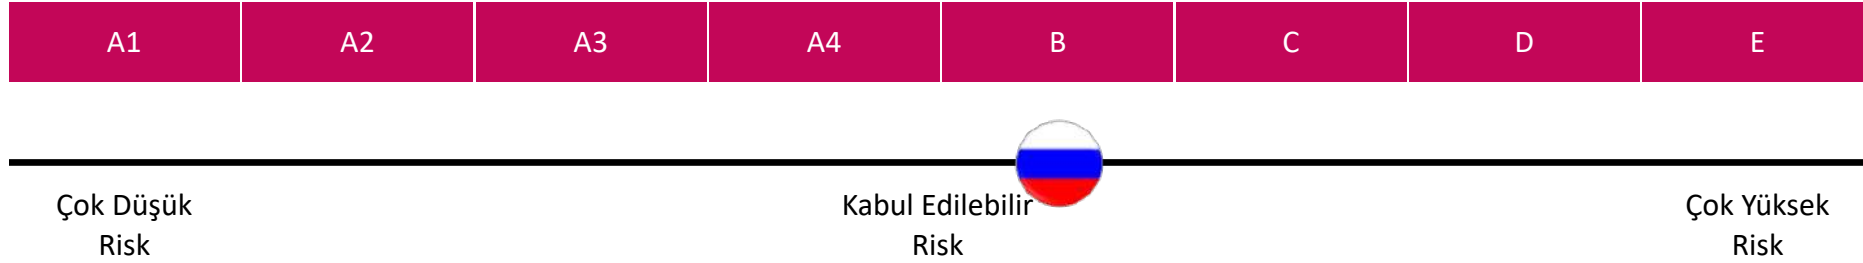 A1 A2 A3 A4 B C D E
Çok Düşük
Risk
Kabul Edilebilir
Risk
Çok Yüksek
Risk